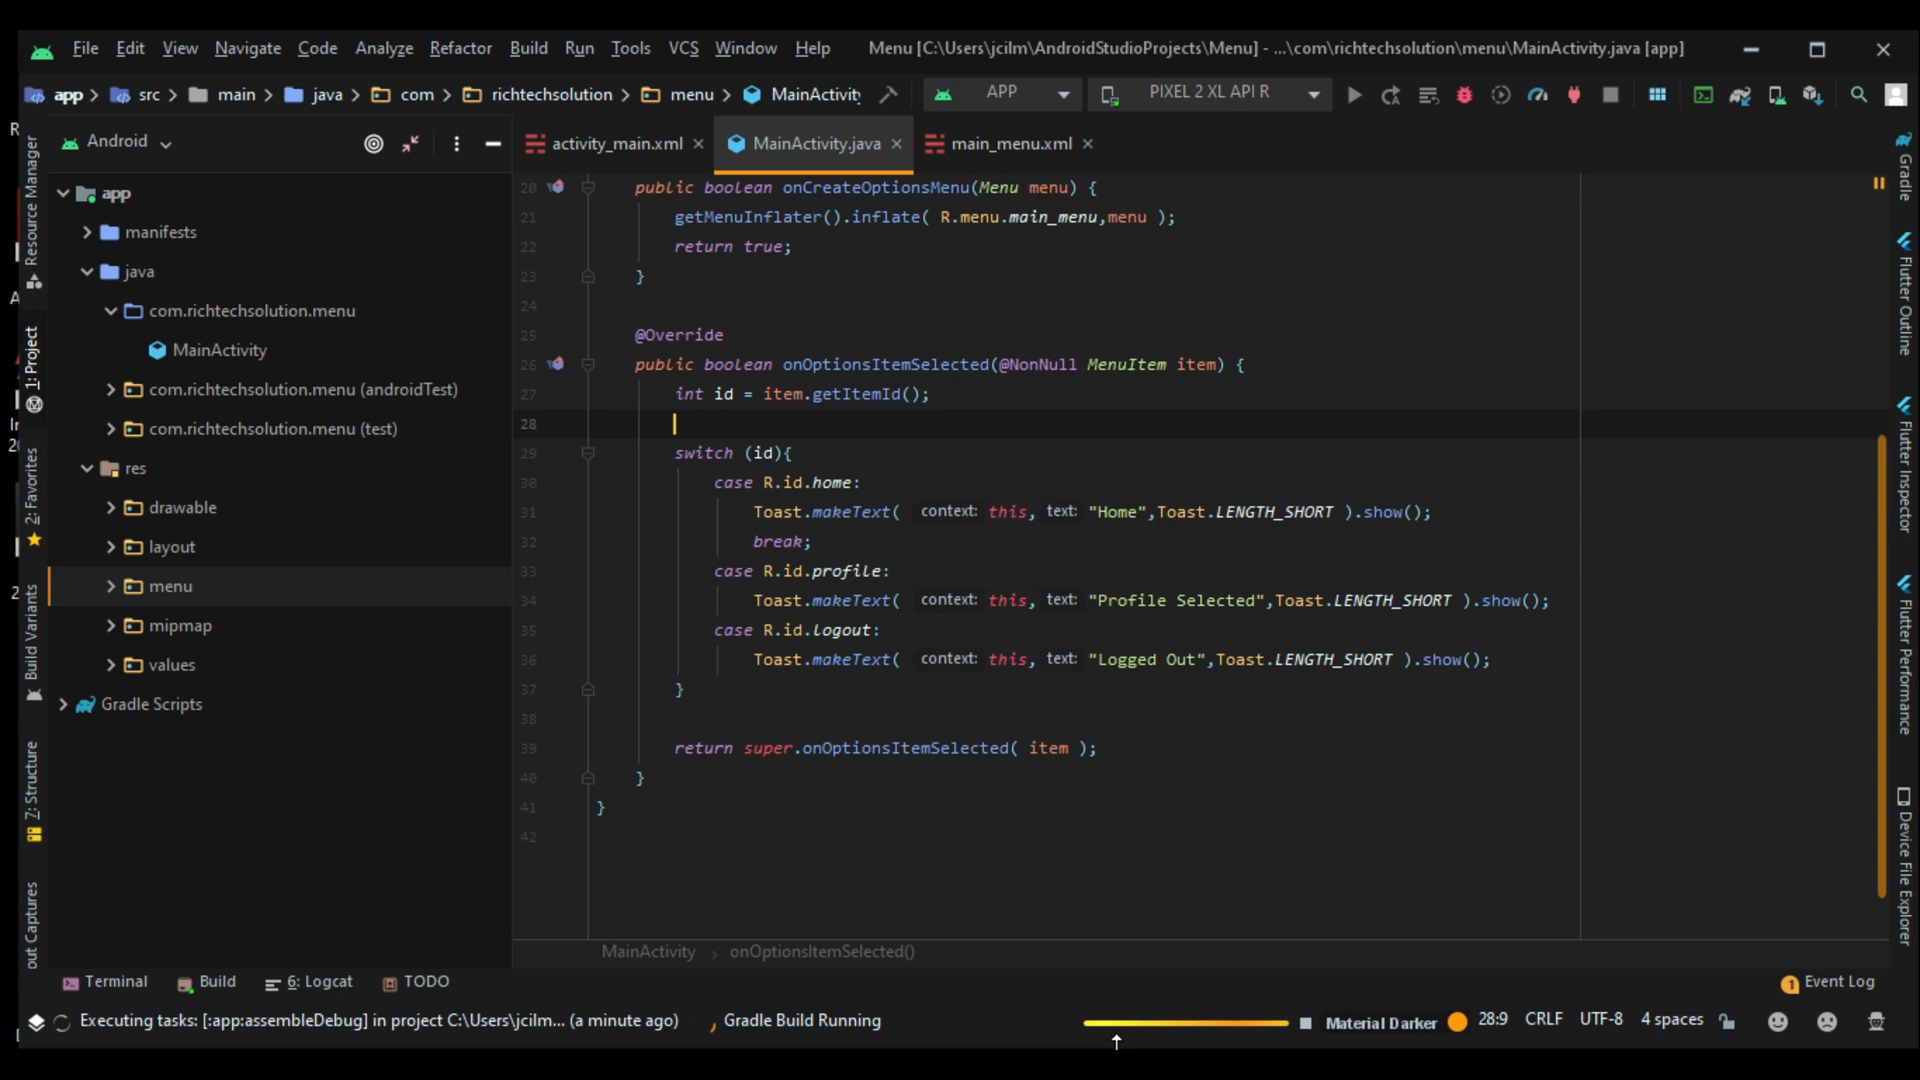 File Edit View Navigate Code Analyze Refactor Build Run Tools VCS Window Help Menu [C:\Users\jcilm\AndroidStudioProjects\Menu] - ...\com\richtechsolution\menu\MainActivity.java [app]
app src main java com richtechsolution menu MainActivity APP PIXEL 2 XL API R
Android
activity_main.xml MainActivity.java main_menu.xml
app
manifests
java
com.richtechsolution.menu
MainActivity
com.richtechsolution.menu (androidTest)
com.richtechsolution.menu (test)
res
drawable
layout
menu
mipmap
values
Gradle Scripts
Resource Manager
1: Project
2: Favorites
Build Variants
7: Structure
out Captures
20 public boolean onCreateOptionsMenu(Menu menu) {
21 getMenuInflater().inflate( R.menu.main_menu,menu );
22 return true;
23 }
24
25 @Override
26 public boolean onOptionsItemSelected(@NonNull MenuItem item) {
27 int id = item.getItemId();
28
29 switch (id){
30 case R.id.home:
31 Toast.makeText( context: this, text: "Home",Toast.LENGTH_SHORT ).show();
32 break;
33 case R.id.profile:
34 Toast.makeText( context: this, text: "Profile Selected",Toast.LENGTH_SHORT ).show();
35 case R.id.logout:
36 Toast.makeText( context: this, text: "Logged Out",Toast.LENGTH_SHORT ).show();
37 }
38
39 return super.onOptionsItemSelected( item );
40 }
41 }
42
MainActivity onOptionsItemSelected()
Gradle
Flutter Outline
Flutter Inspector
Flutter Performance
Device File Explorer
Terminal Build 6: Logcat TODO 1 Event Log
Executing tasks: [:app:assembleDebug] in project C:\Users\jcilm... (a minute ago) Gradle Build Running Material Darker 28:9 CRLF UTF-8 4 spaces